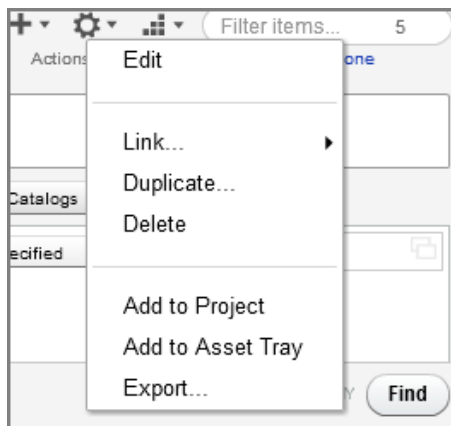 Filter items... 5
Actions
one
Edit
Link...
Duplicate...
Delete
Catalogs
ecified
Add to Project
Add to Asset Tray
Export...
Y
Find